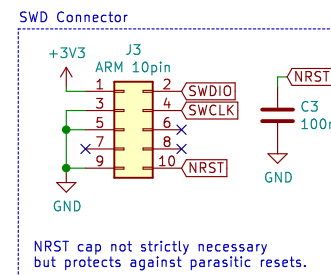 SWD Connector
+3V3
J3
ARM 10pin
1 2 SWDIO
3 4 SWCLK
5 6
7 8
9 10 NRST
GND
NRST
C3
100n
GND
NRST cap not strictly necessary
but protects against parasitic resets.